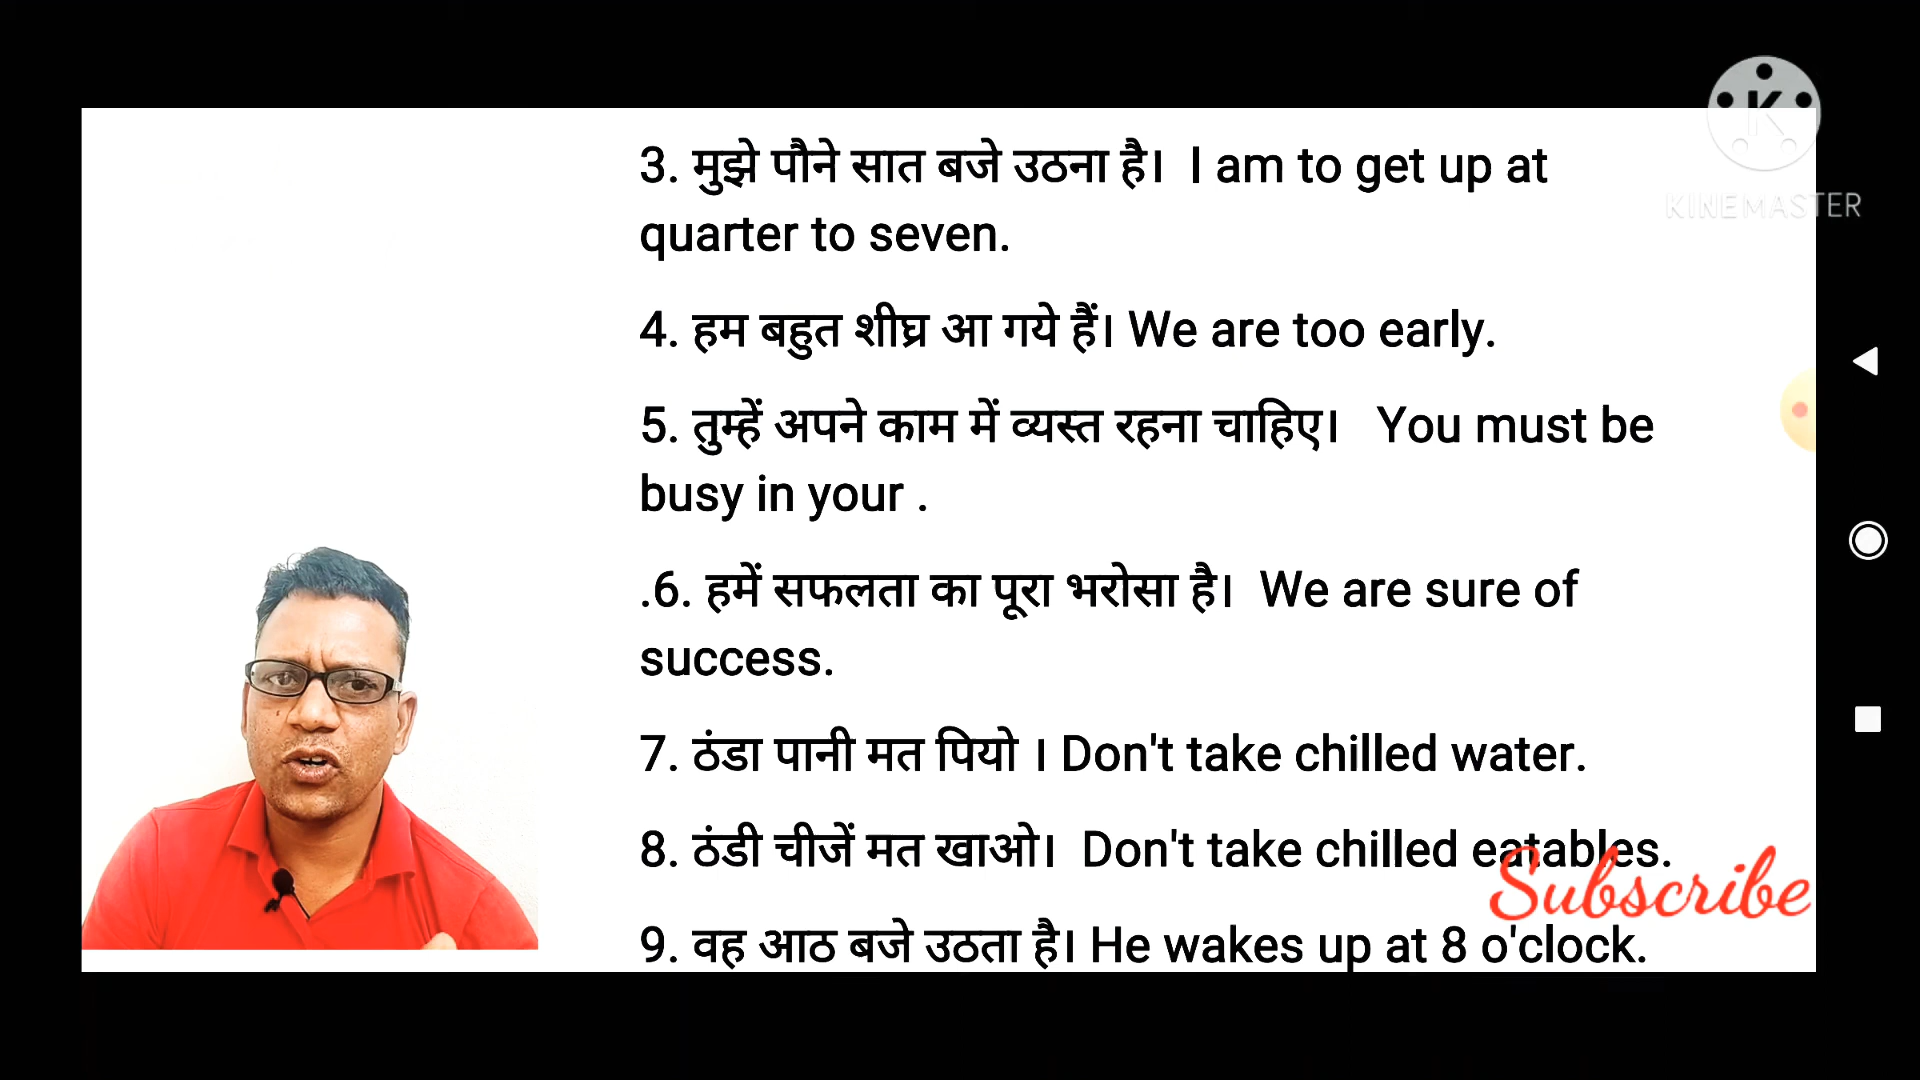 KINEMASTER
3. मुझे पौने सात बजे उठना है।  I am to get up at
quarter to seven.
4. हम बहुत शीघ्र आ गये हैं। We are too early.
5. तुम्हें अपने काम में व्यस्त रहना चाहिए।   You must be
busy in your .
.6. हमें सफलता का पूरा भरोसा है।  We are sure of
success.
7. ठंडा पानी मत पियो । Don't take chilled water.
8. ठंडी चीजें मत खाओ।  Don't take chilled eatables.
Subscribe
9. वह आठ बजे उठता है। He wakes up at 8 o'clock.